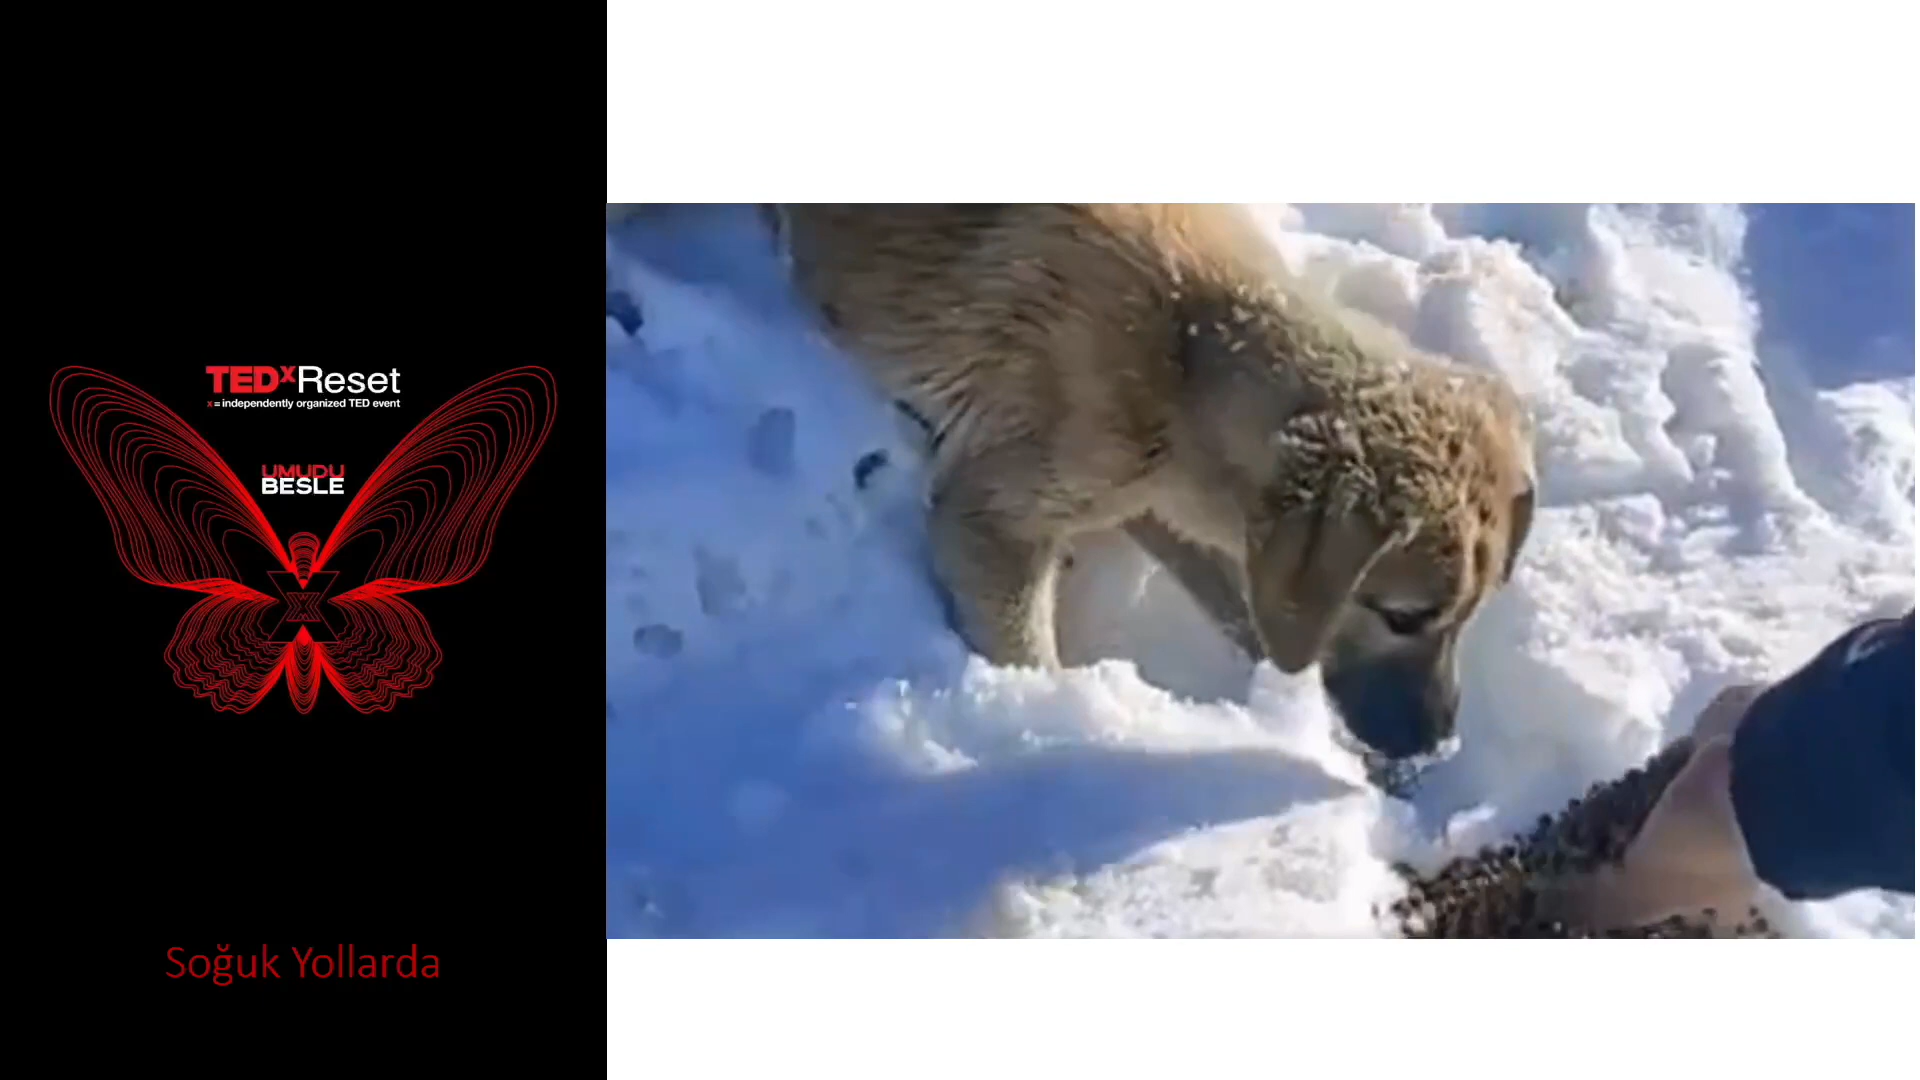 TEDxReset
x = independently organized TED event
UMUDU
BESLE
Soğuk Yollarda